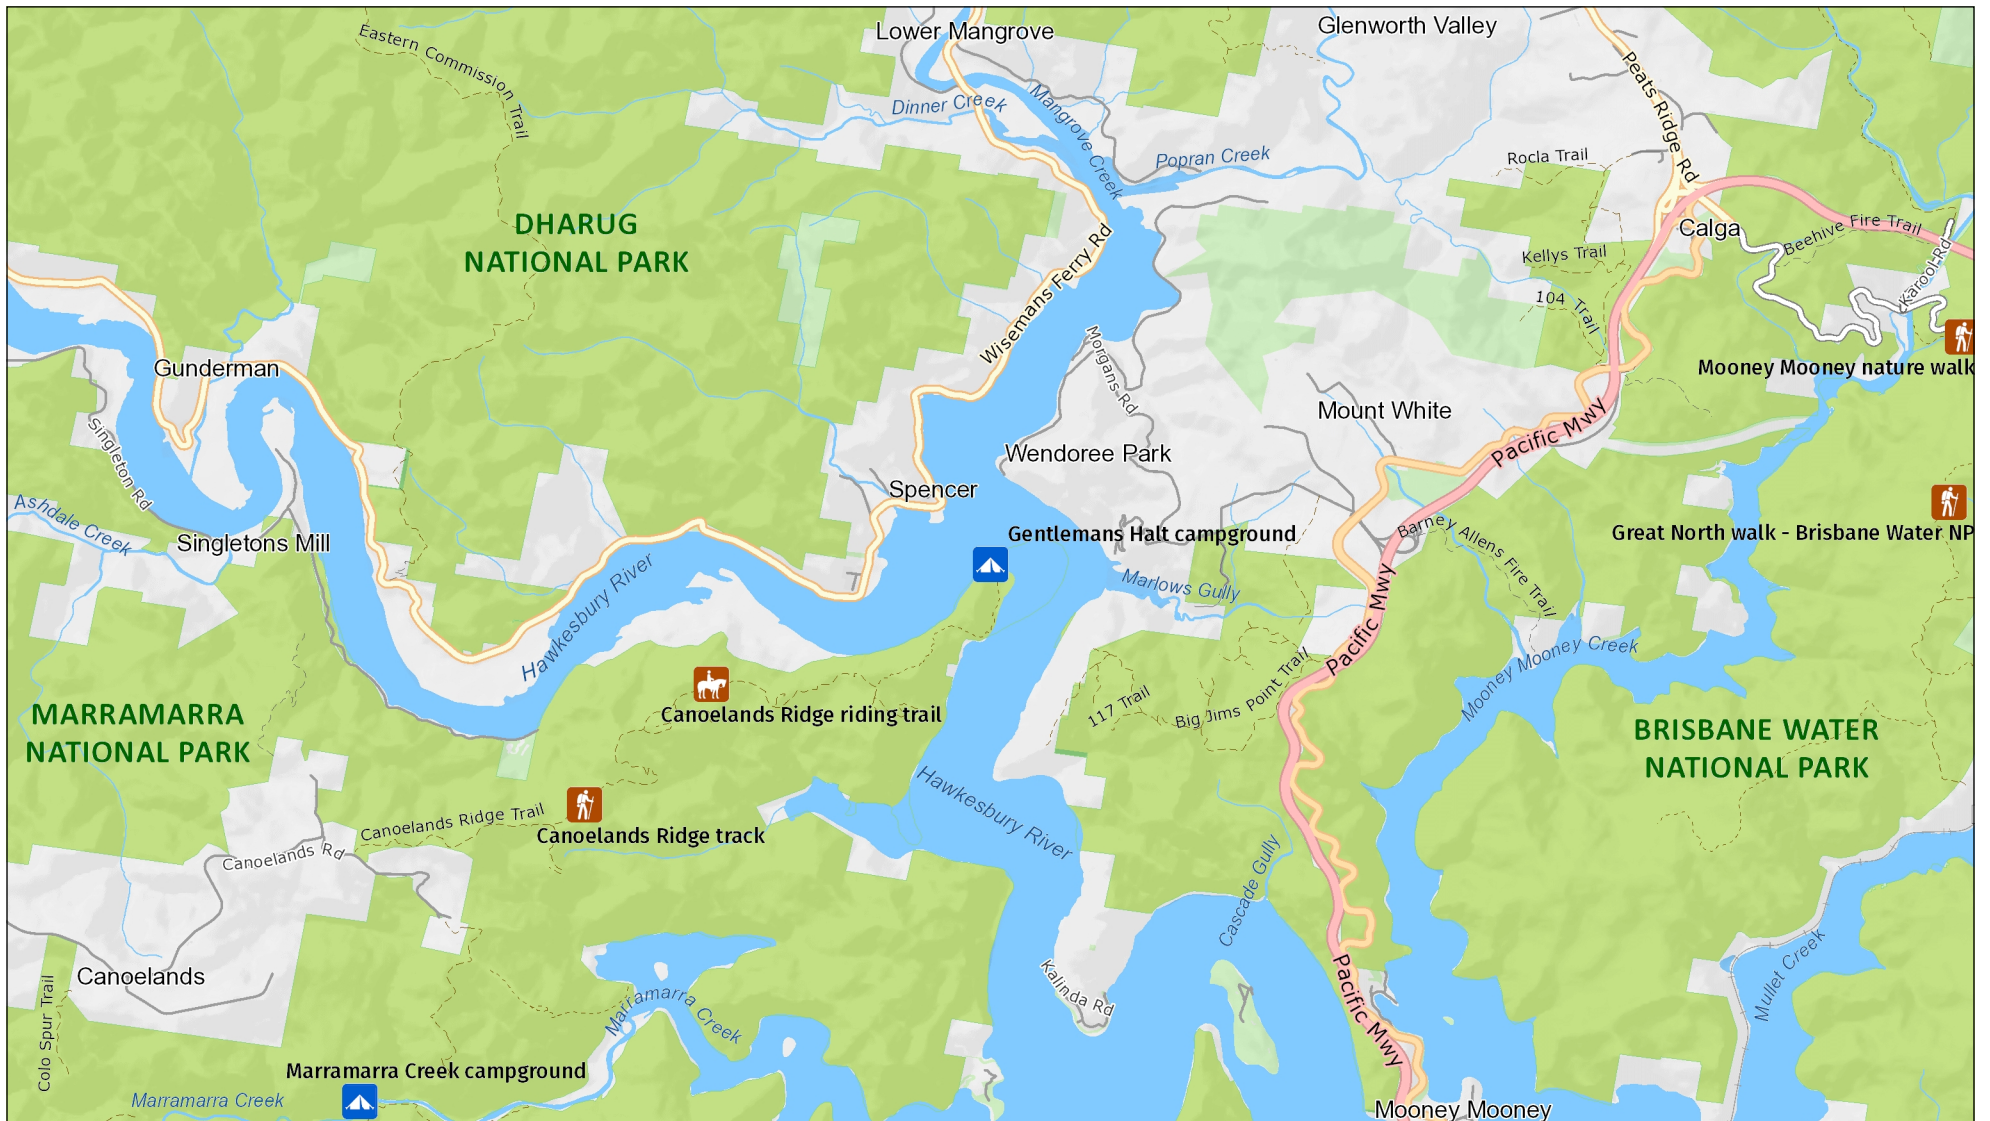 Lower Mangrove
Glenworth Valley
Eastern Commission Trail
Peats Ridge Rd
Dinner Creek
Mangrove Creek
Popran Creek
Rocla Trail
DHARUG
NATIONAL PARK
Calga
Beehive Fire Trail
Karool Rd
Kellys Trail
Wisemans Ferry Rd
104 Trail
Morgans Rd
Gunderman
Mooney Mooney nature walk
Mount White
Pacific Mwy
Singleton Rd
Wendoree Park
Spencer
Ashdale Creek
Singletons Mill
Gentlemans Halt campground
Barney Allens Fire Trail
Great North walk - Brisbane Water NP
Hawkesbury River
Marlows Gully
Pacific Mwy
Mooney Mooney Creek
Canoelands Ridge riding trail
117 Trail
Big Jims Point Trail
MARRAMARRA
NATIONAL PARK
BRISBANE WATER
NATIONAL PARK
Hawkesbury River
Canoelands Ridge Trail
Canoelands Ridge track
Canoelands Rd
Cascade Gully
Canoelands
Kalinda Rd
Mullet Creek
Colo Spur Trail
Marramarra Creek
Pacific Mwy
Marramarra Creek campground
Marramarra Creek
Mooney Mooney